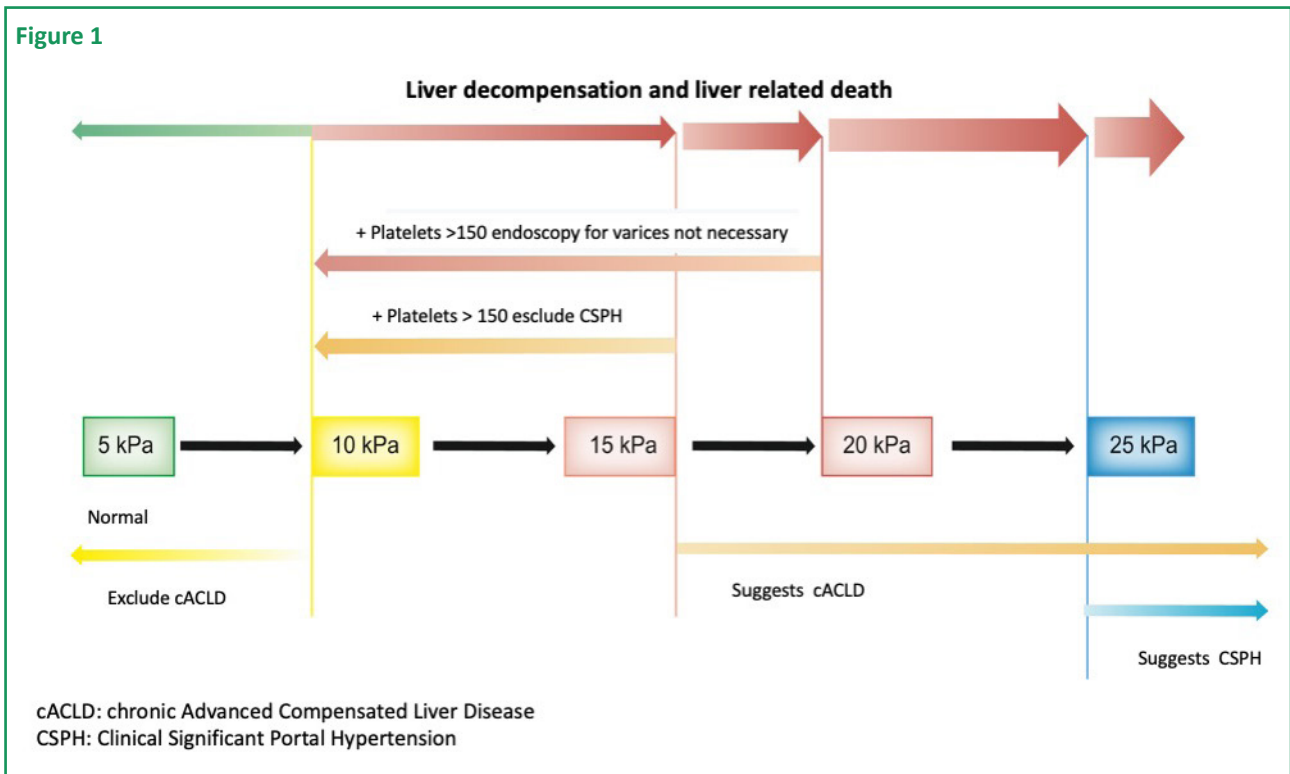 Figure 1
Liver decompensation and liver related death
+ Platelets >150 endoscopy for varices not necessary
+ Platelets > 150 esclude CSPH
5 kPa
10 kPa
15 kPa
20 kPa
25 kPa
Normal
Exclude cACLD
Suggests cACLD
Suggests CSPH
cACLD: chronic Advanced Compensated Liver Disease
CSPH: Clinical Significant Portal Hypertension